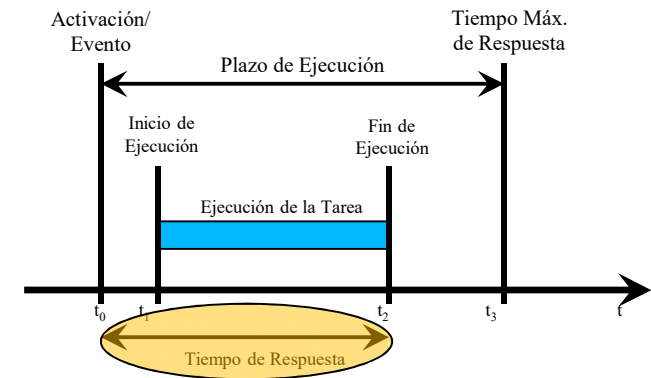 Activación/
Evento
Tiempo Máx.
de Respuesta
Plazo de Ejecución
Inicio de
Ejecución
Fin de
Ejecución
Ejecución de la Tarea
t₀ t₁ t₂ t₃ t
Tiempo de Respuesta